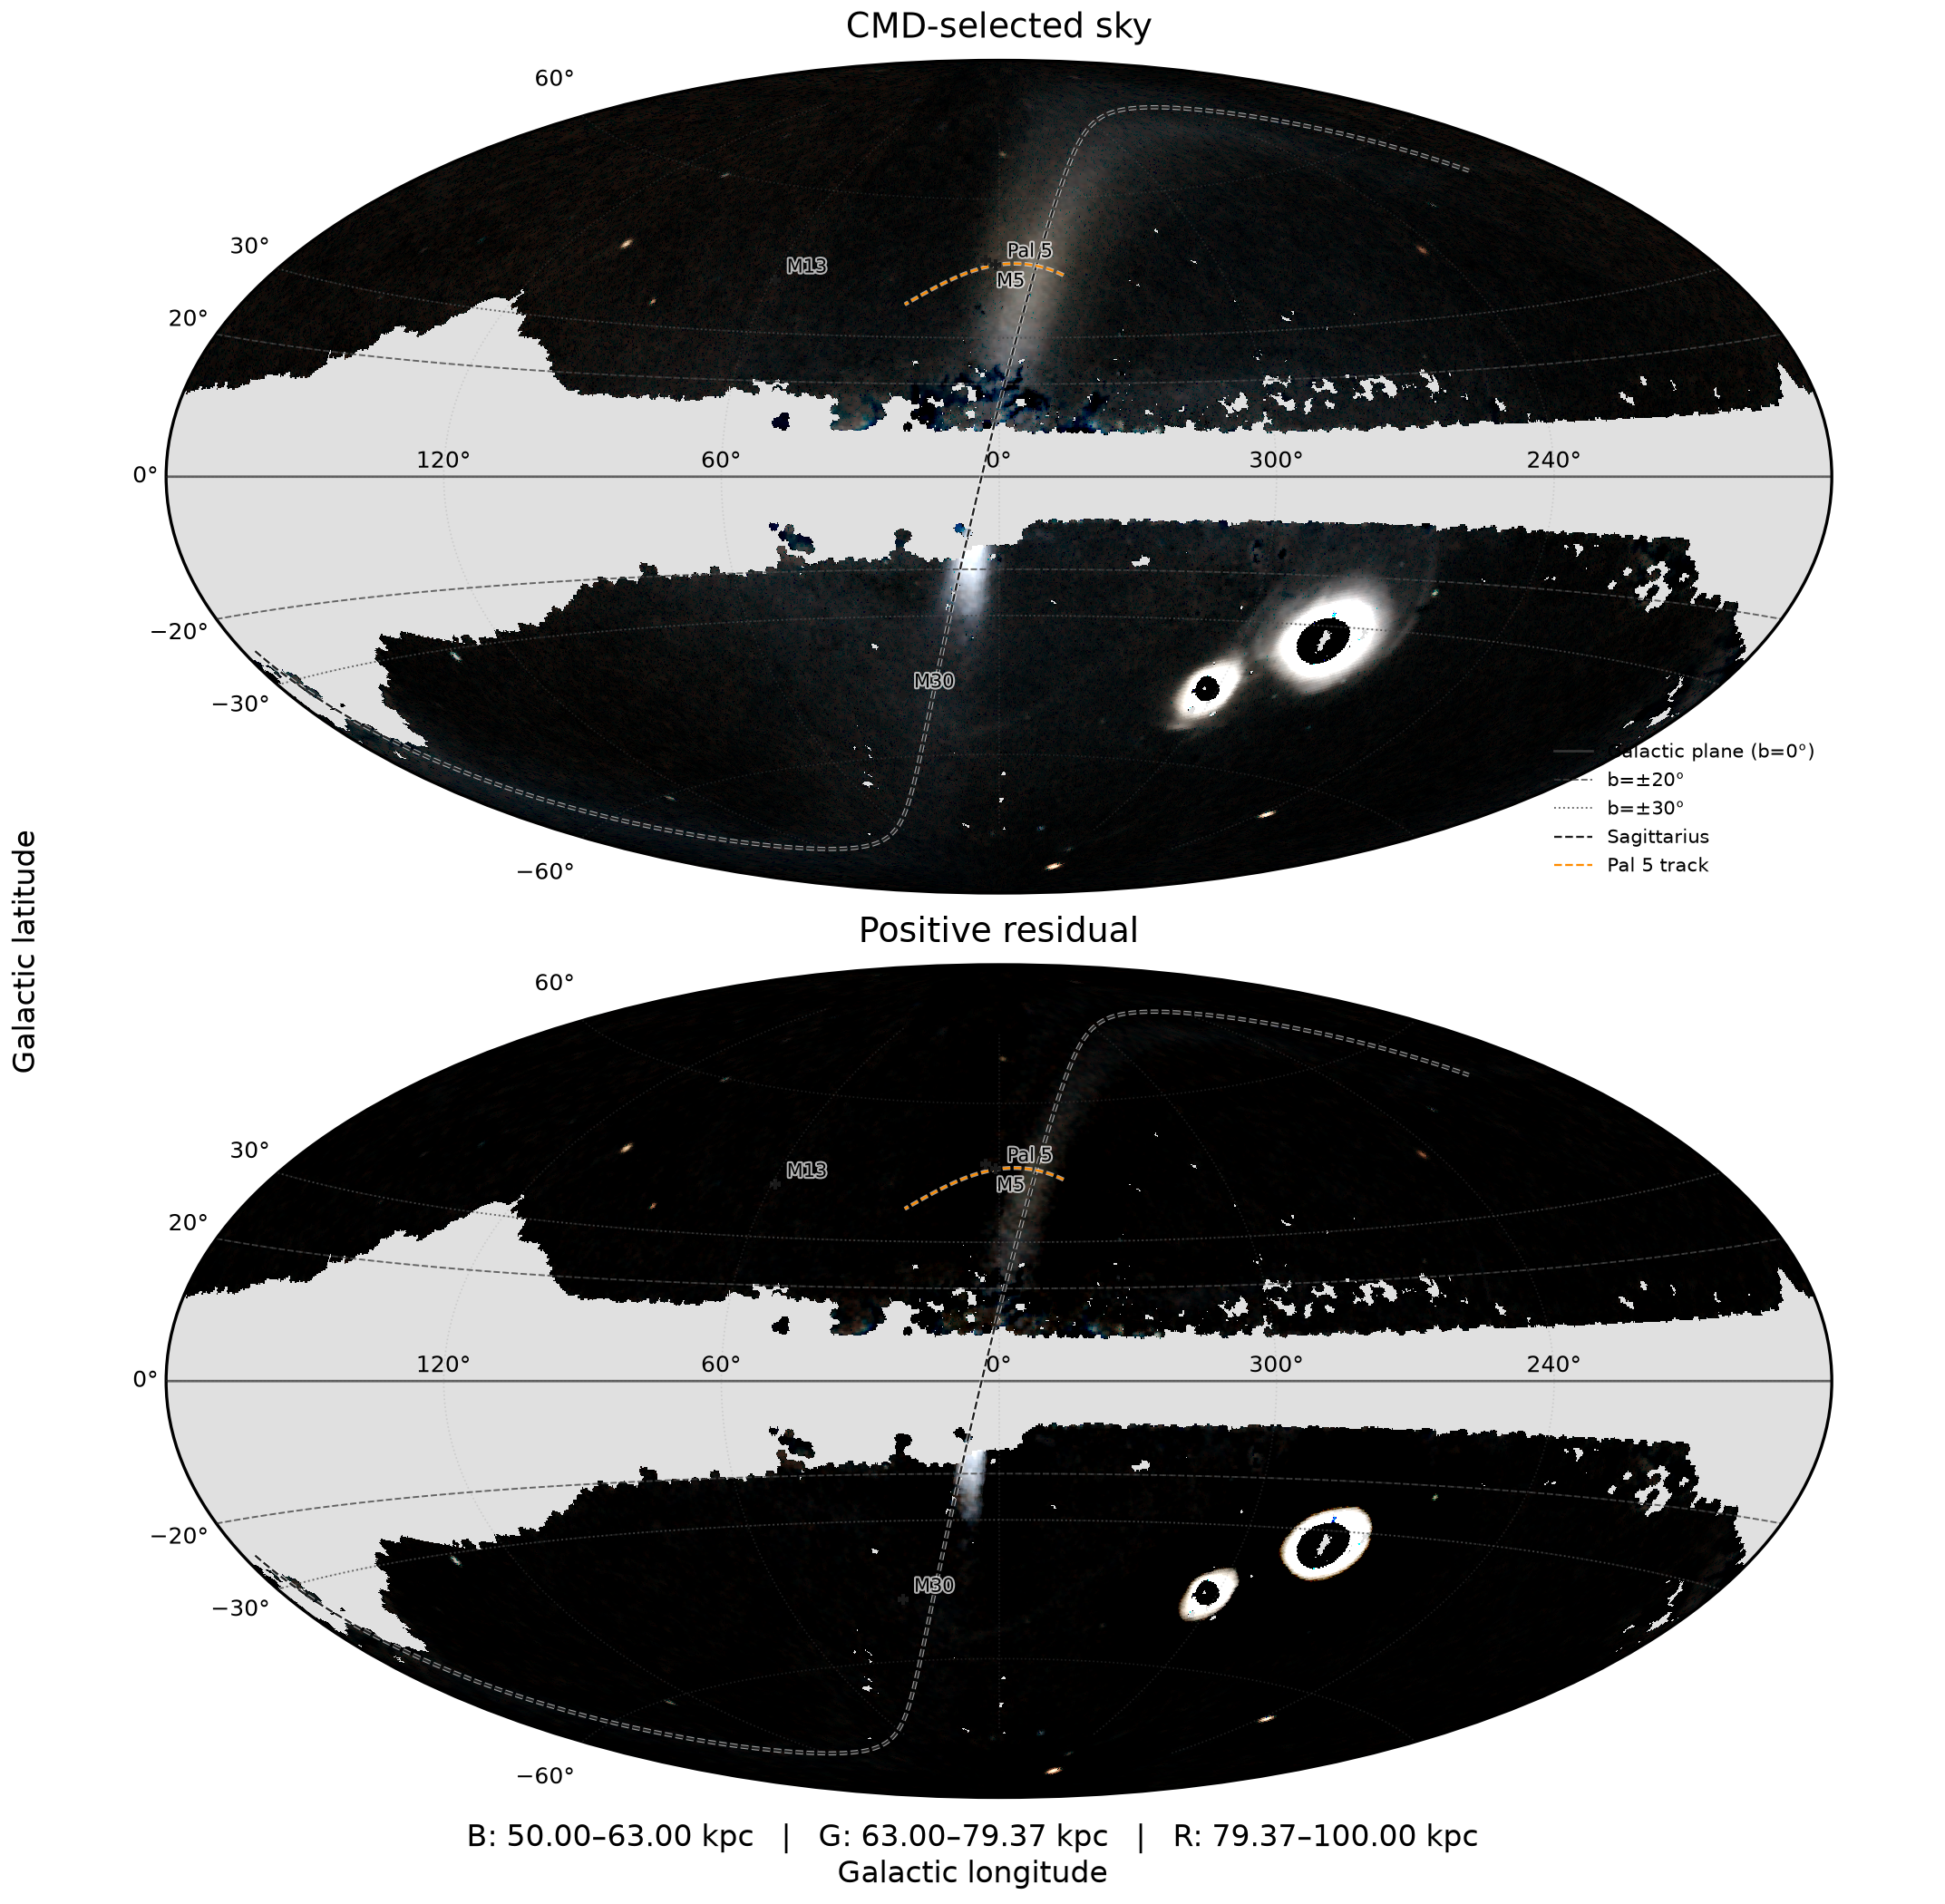 CMD-selected sky
60°
30°
20°
0°
−20°
−30°
−60°
120°
60°
0°
300°
240°
M13
Pal 5
M5
M30
Galactic plane (b=0°)
b=±20°
b=±30°
Sagittarius
Pal 5 track
Galactic latitude
Positive residual
60°
30°
20°
0°
−20°
−30°
−60°
120°
60°
0°
300°
240°
M13
Pal 5
M5
M30
B: 50.00–63.00 kpc | G: 63.00–79.37 kpc | R: 79.37–100.00 kpc
Galactic longitude